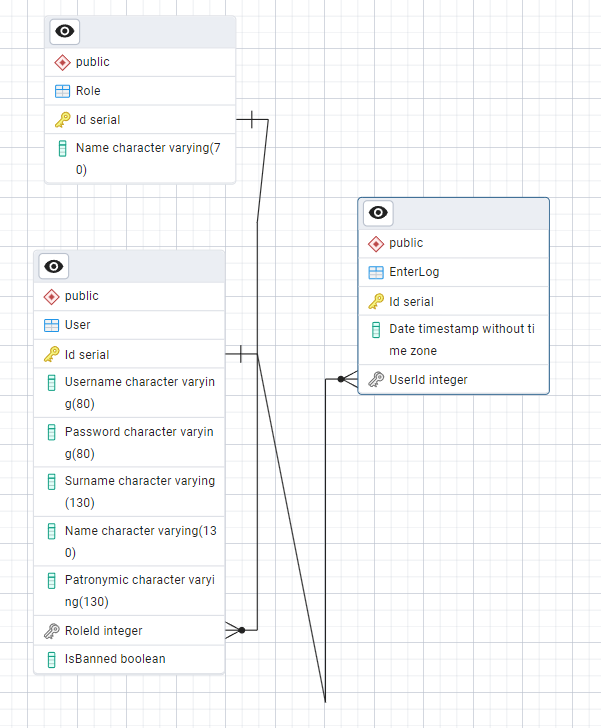 public
Role
Id serial
Name character varying(7
0)
public
User
Id serial
Username character varyin
g(80)
Password character varyin
g(80)
Surname character varying
(130)
Name character varying(13
0)
Patronymic character varyi
ng(130)
RoleId integer
IsBanned boolean
public
EnterLog
Id serial
Date timestamp without ti
me zone
UserId integer